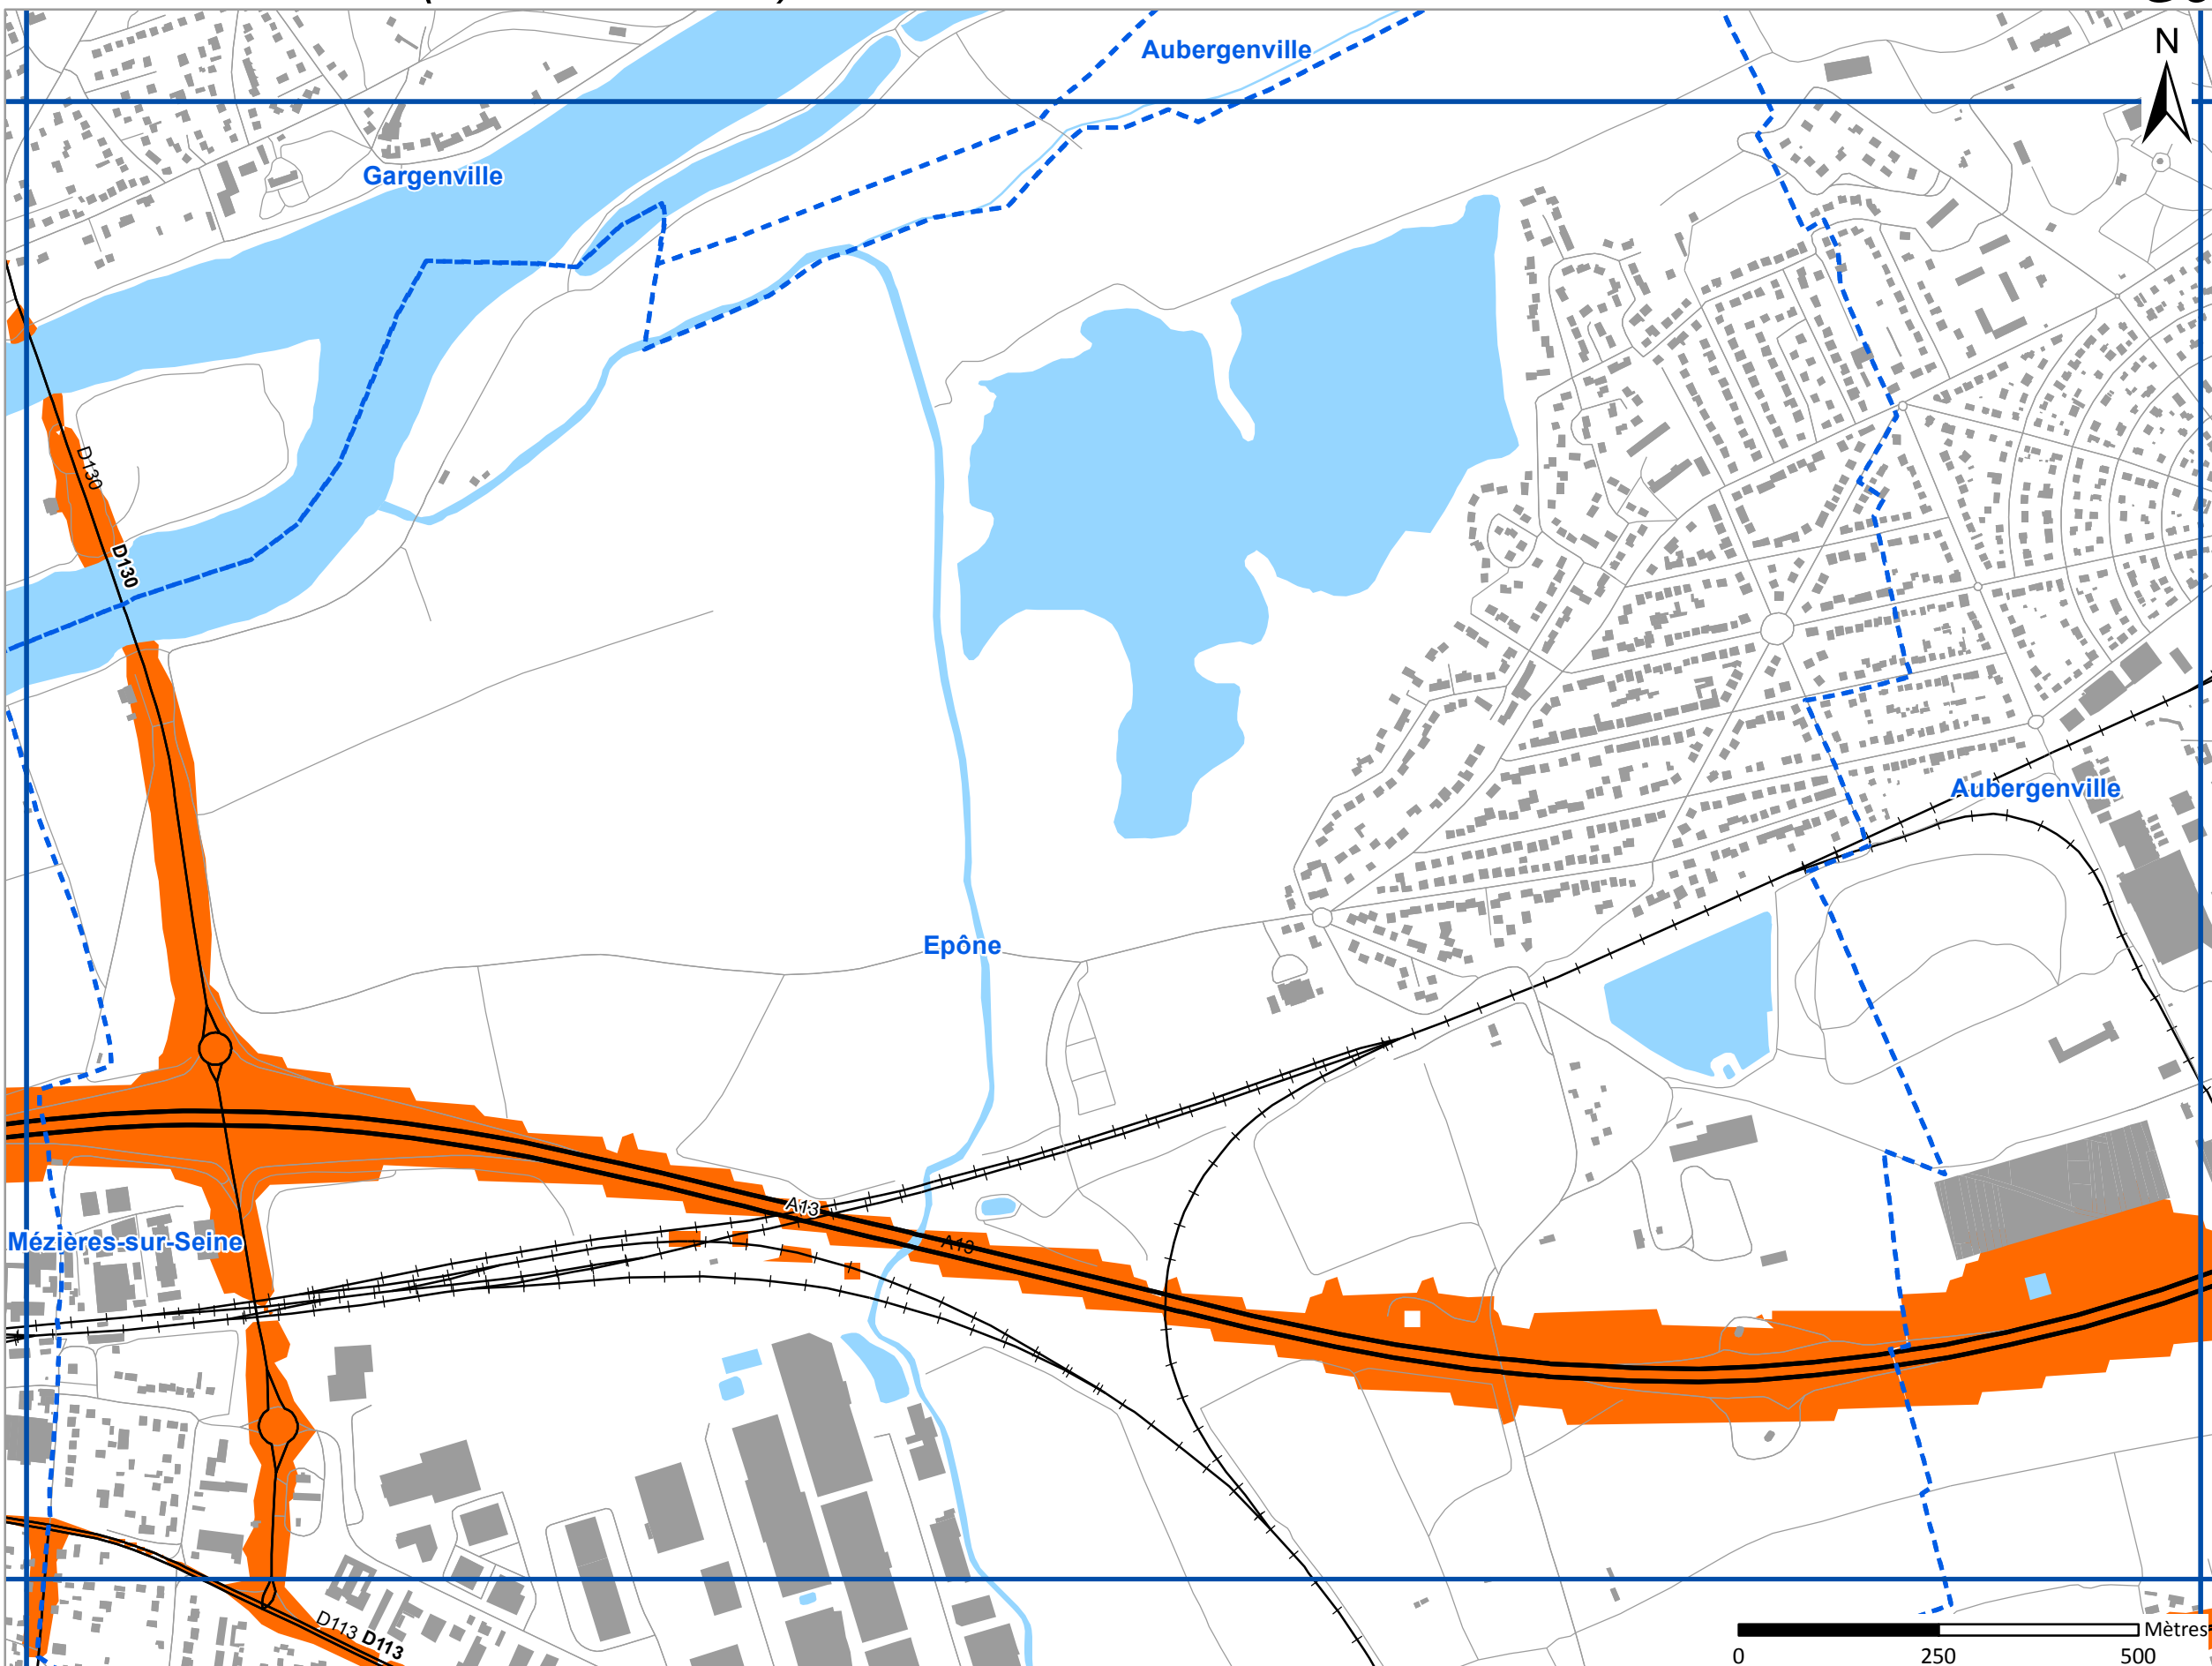 Aubergenville
N
Gargenville
D130
D130
Aubergenville
Epône
A13
A13
Mézières-sur-Seine
D113
D113
Mètres
0
250
500